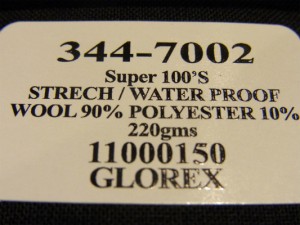 344-7002
Super 100'S
STRECH / WATER PROOF
WOOL 90% POLYESTER 10%
220gms
11000150
GLOREX